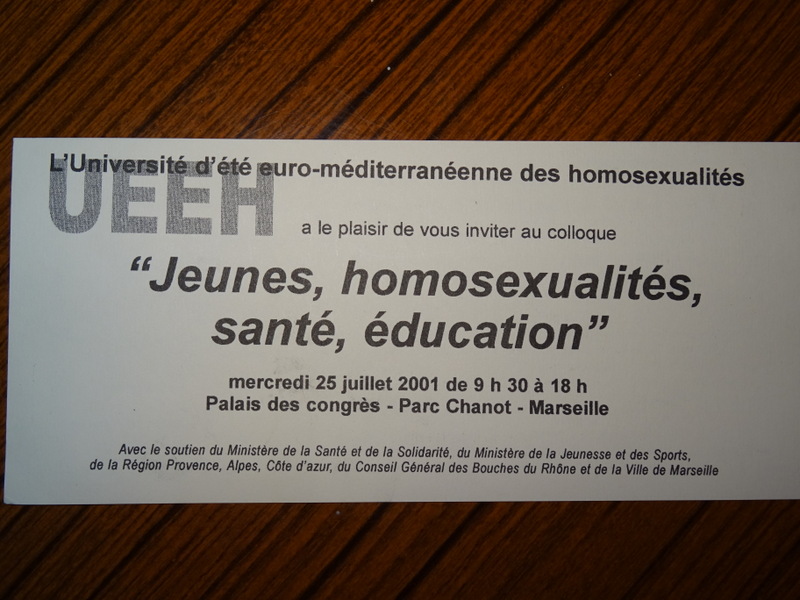 L'Université d'été euro-méditerranéenne des homosexualités
UEEH
a le plaisir de vous inviter au colloque
“Jeunes, homosexualités,
santé, éducation”
mercredi 25 juillet 2001 de 9 h 30 à 18 h
Palais des congrès - Parc Chanot - Marseille
Avec le soutien du Ministère de la Santé et de la Solidarité, du Ministère de la Jeunesse et des Sports,
de la Région Provence, Alpes, Côte d'azur, du Conseil Général des Bouches du Rhône et de la Ville de Marseille